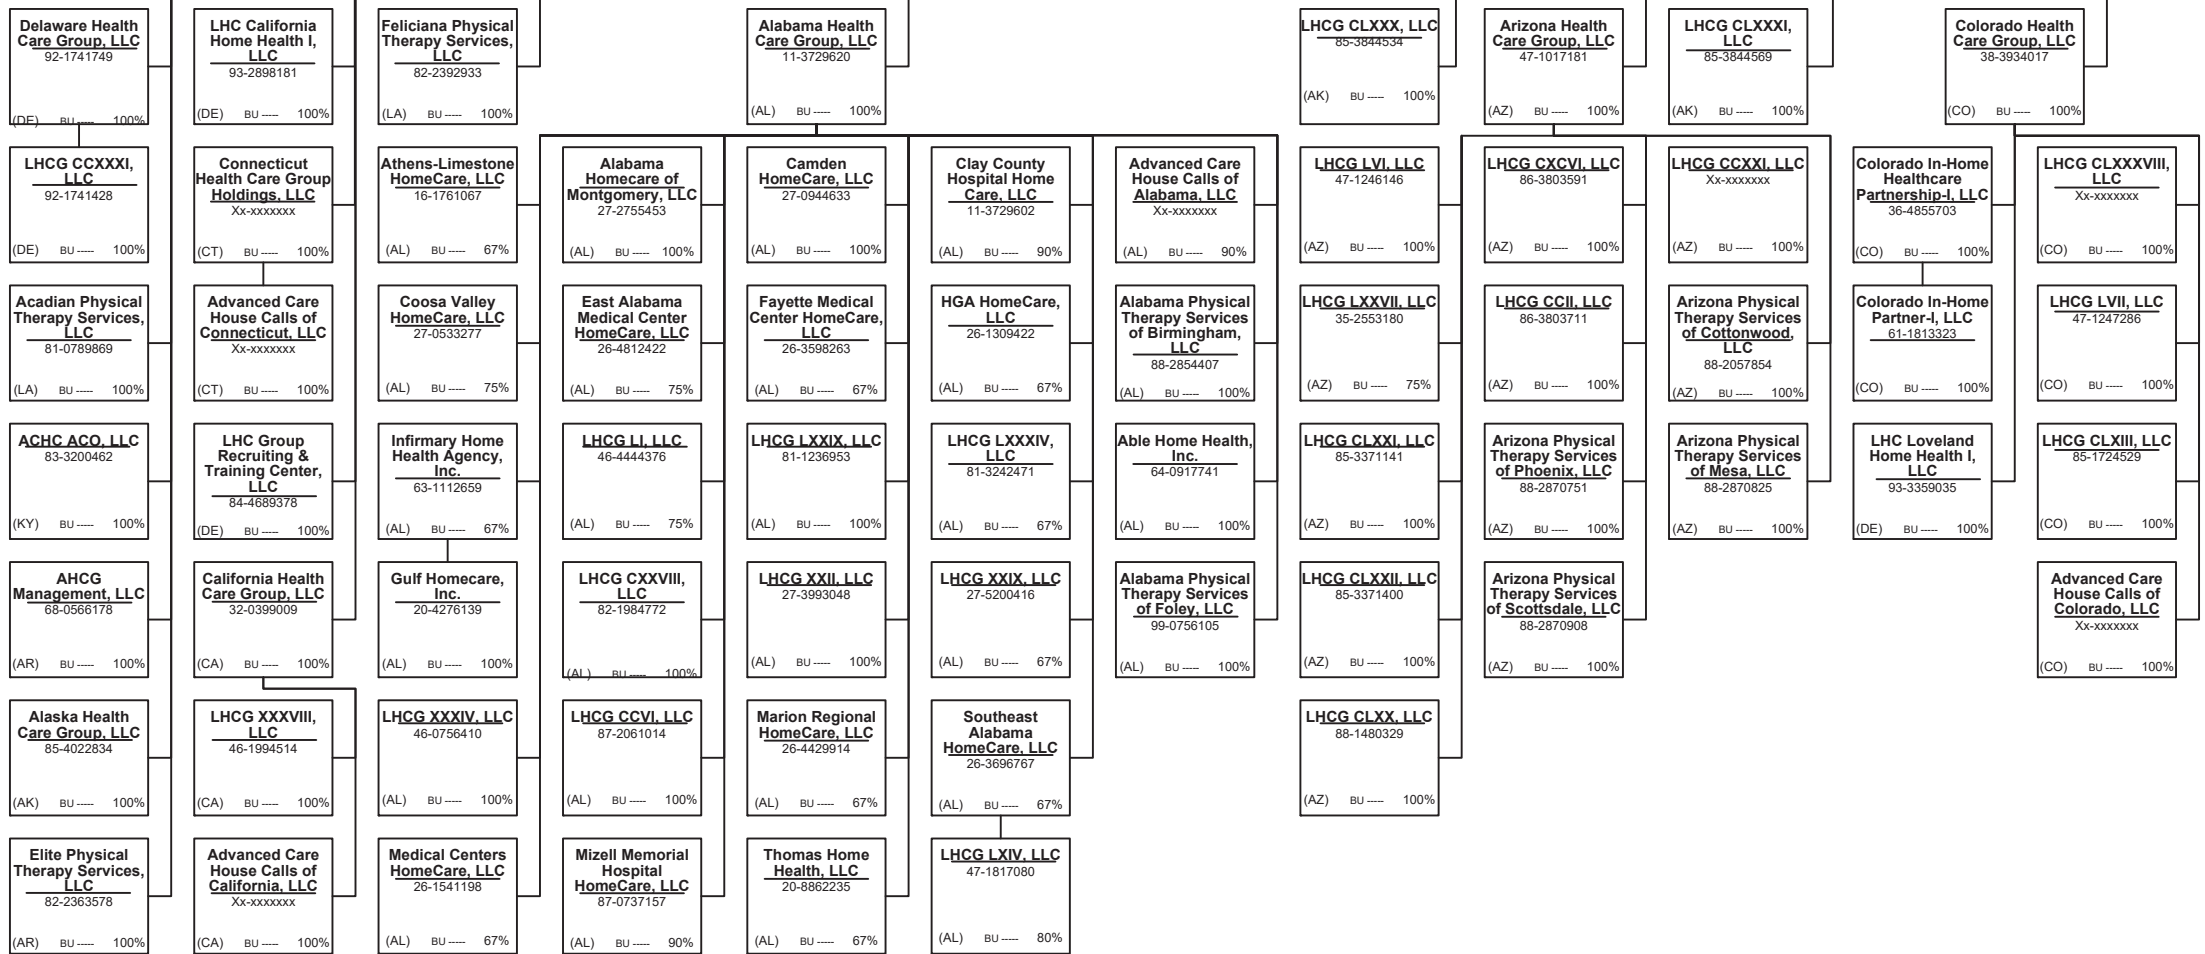 Delaware Health
Care Group, LLC
92-1741749
(DE) BU ----- 100%
LHC California
Home Health I,
LLC
93-2898181
(DE) BU ----- 100%
Feliciana Physical
Therapy Services,
LLC
82-2392933
(LA) BU ----- 100%
Alabama Health
Care Group, LLC
11-3729620
(AL) BU ----- 100%
LHCG CLXXX, LLC
85-3844534
(AK) BU ----- 100%
Arizona Health
Care Group, LLC
47-1017181
(AZ) BU ----- 100%
LHCG CLXXXI,
LLC
85-3844569
(AK) BU ----- 100%
Colorado Health
Care Group, LLC
38-3934017
(CO) BU ----- 100%
LHCG CCXXXI,
LLC
92-1741428
(DE) BU ----- 100%
Connecticut
Health Care Group
Holdings, LLC
Xx-xxxxxxx
(CT) BU ----- 100%
Athens-Limestone
HomeCare, LLC
16-1761067
(AL) BU ----- 67%
Alabama
Homecare of
Montgomery, LLC
27-2755453
(AL) BU ----- 100%
Camden
HomeCare, LLC
27-0944633
(AL) BU ----- 100%
Clay County
Hospital Home
Care, LLC
11-3729602
(AL) BU ----- 90%
Advanced Care
House Calls of
Alabama, LLC
Xx-xxxxxxx
(AL) BU ----- 90%
LHCG LVI, LLC
47-1246146
(AZ) BU ----- 100%
LHCG CXCVI, LLC
86-3803591
(AZ) BU ----- 100%
LHCG CCXXI, LLC
Xx-xxxxxxx
(AZ) BU ----- 100%
Colorado In-Home
Healthcare
Partnership-I, LLC
36-4855703
(CO) BU ----- 100%
LHCG CLXXXVIII,
LLC
Xx-xxxxxxx
(CO) BU ----- 100%
Acadian Physical
Therapy Services,
LLC
81-0789869
(LA) BU ----- 100%
Advanced Care
House Calls of
Connecticut, LLC
Xx-xxxxxxx
(CT) BU ----- 100%
Coosa Valley
HomeCare, LLC
27-0533277
(AL) BU ----- 75%
East Alabama
Medical Center
HomeCare, LLC
26-4812422
(AL) BU ----- 75%
Fayette Medical
Center HomeCare,
LLC
26-3598263
(AL) BU ----- 67%
HGA HomeCare,
LLC
26-1309422
(AL) BU ----- 67%
Alabama Physical
Therapy Services
of Birmingham,
LLC
88-2854407
(AL) BU ----- 100%
LHCG LXXVII, LLC
35-2553180
(AZ) BU ----- 75%
LHCG CCII, LLC
86-3803711
(AZ) BU ----- 100%
Arizona Physical
Therapy Services
of Cottonwood,
LLC
88-2057854
(AZ) BU ----- 100%
Colorado In-Home
Partner-I, LLC
61-1813323
(CO) BU ----- 100%
LHCG LVII, LLC
47-1247286
(CO) BU ----- 100%
ACHC ACO, LLC
83-3200462
(KY) BU ----- 100%
LHC Group
Recruiting &
Training Center,
LLC
84-4689378
(DE) BU ----- 100%
Infirmary Home
Health Agency,
Inc.
63-1112659
(AL) BU ----- 67%
LHCG LI, LLC
46-4444376
(AL) BU ----- 75%
LHCG LXXIX, LLC
81-1236953
(AL) BU ----- 100%
LHCG LXXXIV,
LLC
81-3242471
(AL) BU ----- 67%
Able Home Health,
Inc.
64-0917741
(AL) BU ----- 100%
LHCG CLXXI, LLC
85-3371141
(AZ) BU ----- 100%
Arizona Physical
Therapy Services
of Phoenix, LLC
88-2870751
(AZ) BU ----- 100%
Arizona Physical
Therapy Services
of Mesa, LLC
88-2870825
(AZ) BU ----- 100%
LHC Loveland
Home Health I,
LLC
93-3359035
(DE) BU ----- 100%
LHCG CLXIII, LLC
85-1724529
(CO) BU ----- 100%
AHCG
Management, LLC
68-0566178
(AR) BU ----- 100%
California Health
Care Group, LLC
32-0399009
(CA) BU ----- 100%
Gulf Homecare,
Inc.
20-4276139
(AL) BU ----- 100%
LHCG CXXVIII,
LLC
82-1984772
(AL) BU ----- 100%
LHCG XXII, LLC
27-3993048
(AL) BU ----- 100%
LHCG XXIX, LLC
27-5200416
(AL) BU ----- 67%
Alabama Physical
Therapy Services
of Foley, LLC
99-0756105
(AL) BU ----- 100%
LHCG CLXXII, LLC
85-3371400
(AZ) BU ----- 100%
Arizona Physical
Therapy Services
of Scottsdale, LLC
88-2870908
(AZ) BU ----- 100%
Advanced Care
House Calls of
Colorado, LLC
Xx-xxxxxxx
(CO) BU ----- 100%
Alaska Health
Care Group, LLC
85-4022834
(AK) BU ----- 100%
LHCG XXXVIII,
LLC
46-1994514
(CA) BU ----- 100%
LHCG XXXIV, LLC
46-0756410
(AL) BU ----- 100%
LHCG CCVI, LLC
87-2061014
(AL) BU ----- 100%
Marion Regional
HomeCare, LLC
26-4429914
(AL) BU ----- 67%
Southeast
Alabama
HomeCare, LLC
26-3696767
(AL) BU ----- 67%
LHCG CLXX, LLC
88-1480329
(AZ) BU ----- 100%
Elite Physical
Therapy Services,
LLC
82-2363578
(AR) BU ----- 100%
Advanced Care
House Calls of
California, LLC
Xx-xxxxxxx
(CA) BU ----- 100%
Medical Centers
HomeCare, LLC
26-1541198
(AL) BU ----- 67%
Mizell Memorial
Hospital
HomeCare, LLC
87-0737157
(AL) BU ----- 90%
Thomas Home
Health, LLC
20-8862235
(AL) BU ----- 67%
LHCG LXIV, LLC
47-1817080
(AL) BU ----- 80%